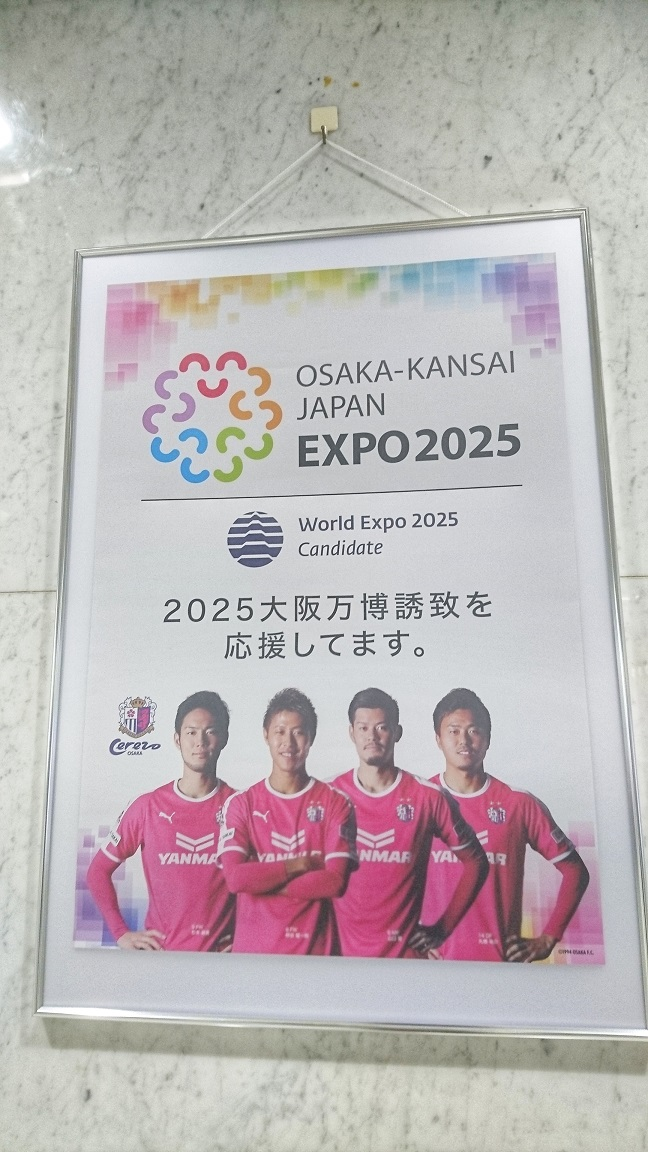 OSAKA-KANSAI
JAPAN
EXPO2025
World Expo 2025
Candidate
2025大阪万博誘致を
応援してます。
Cerezo
OSAKA
YANMAR
YANMAR
YANMAR
YANMAR